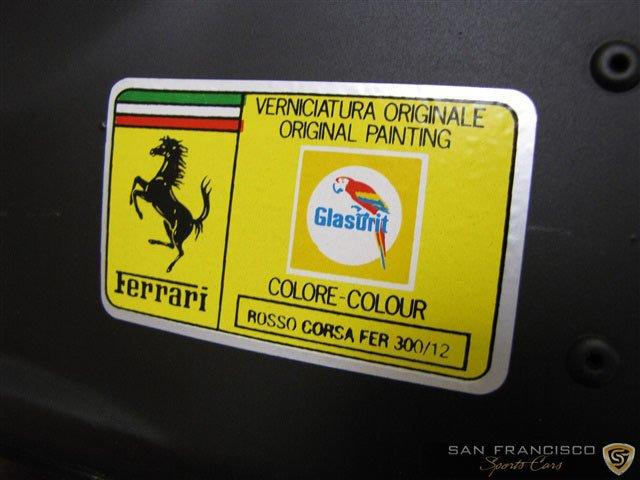 VERNICIATURA ORIGINALE
ORIGINAL PAINTING
Glasurit
Ferrari
COLORE-COLOUR
ROSSO CORSA FER 300/12
SAN FRANCISCO
Sports Cars